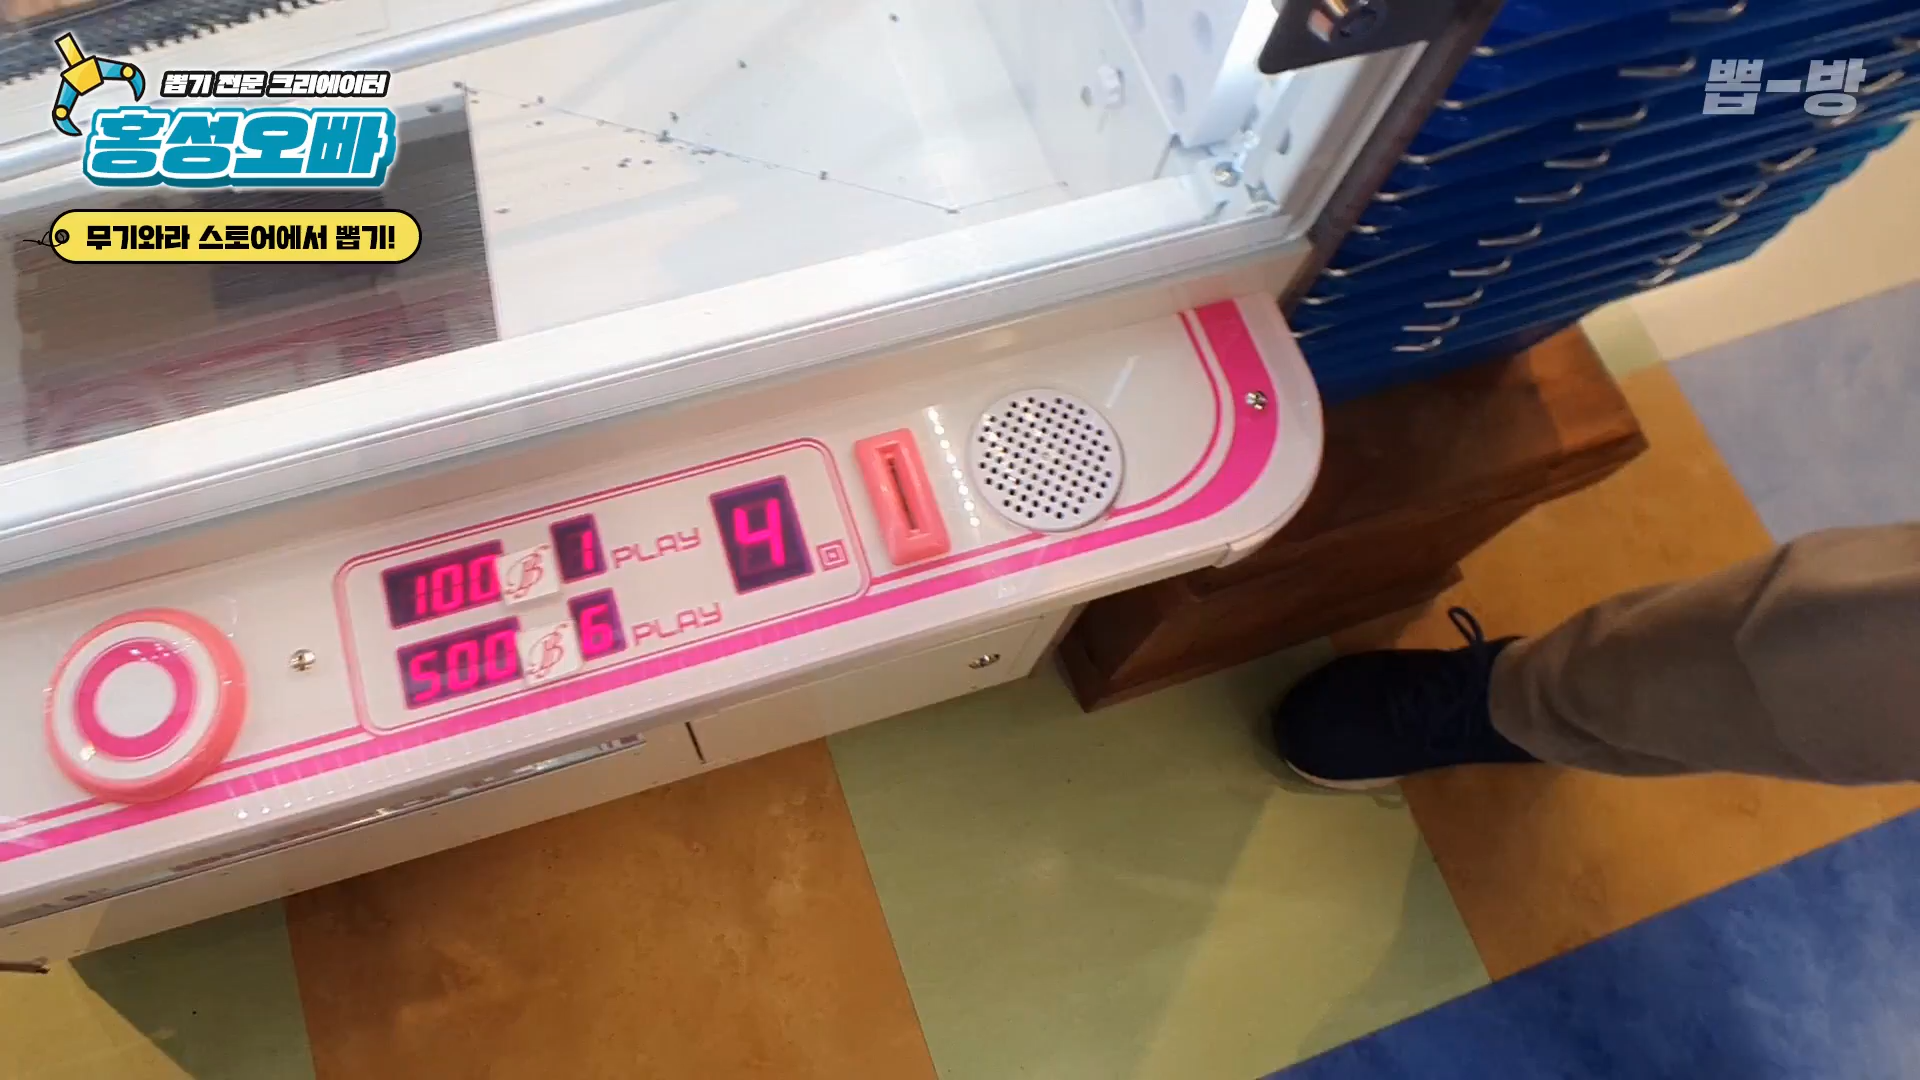 뽑기 전문 크리에이터
홍성오빠
뽑-방
무기와라 스토어에서 뽑기!
100 B 1 PLAY 4 回
500 B 6 PLAY